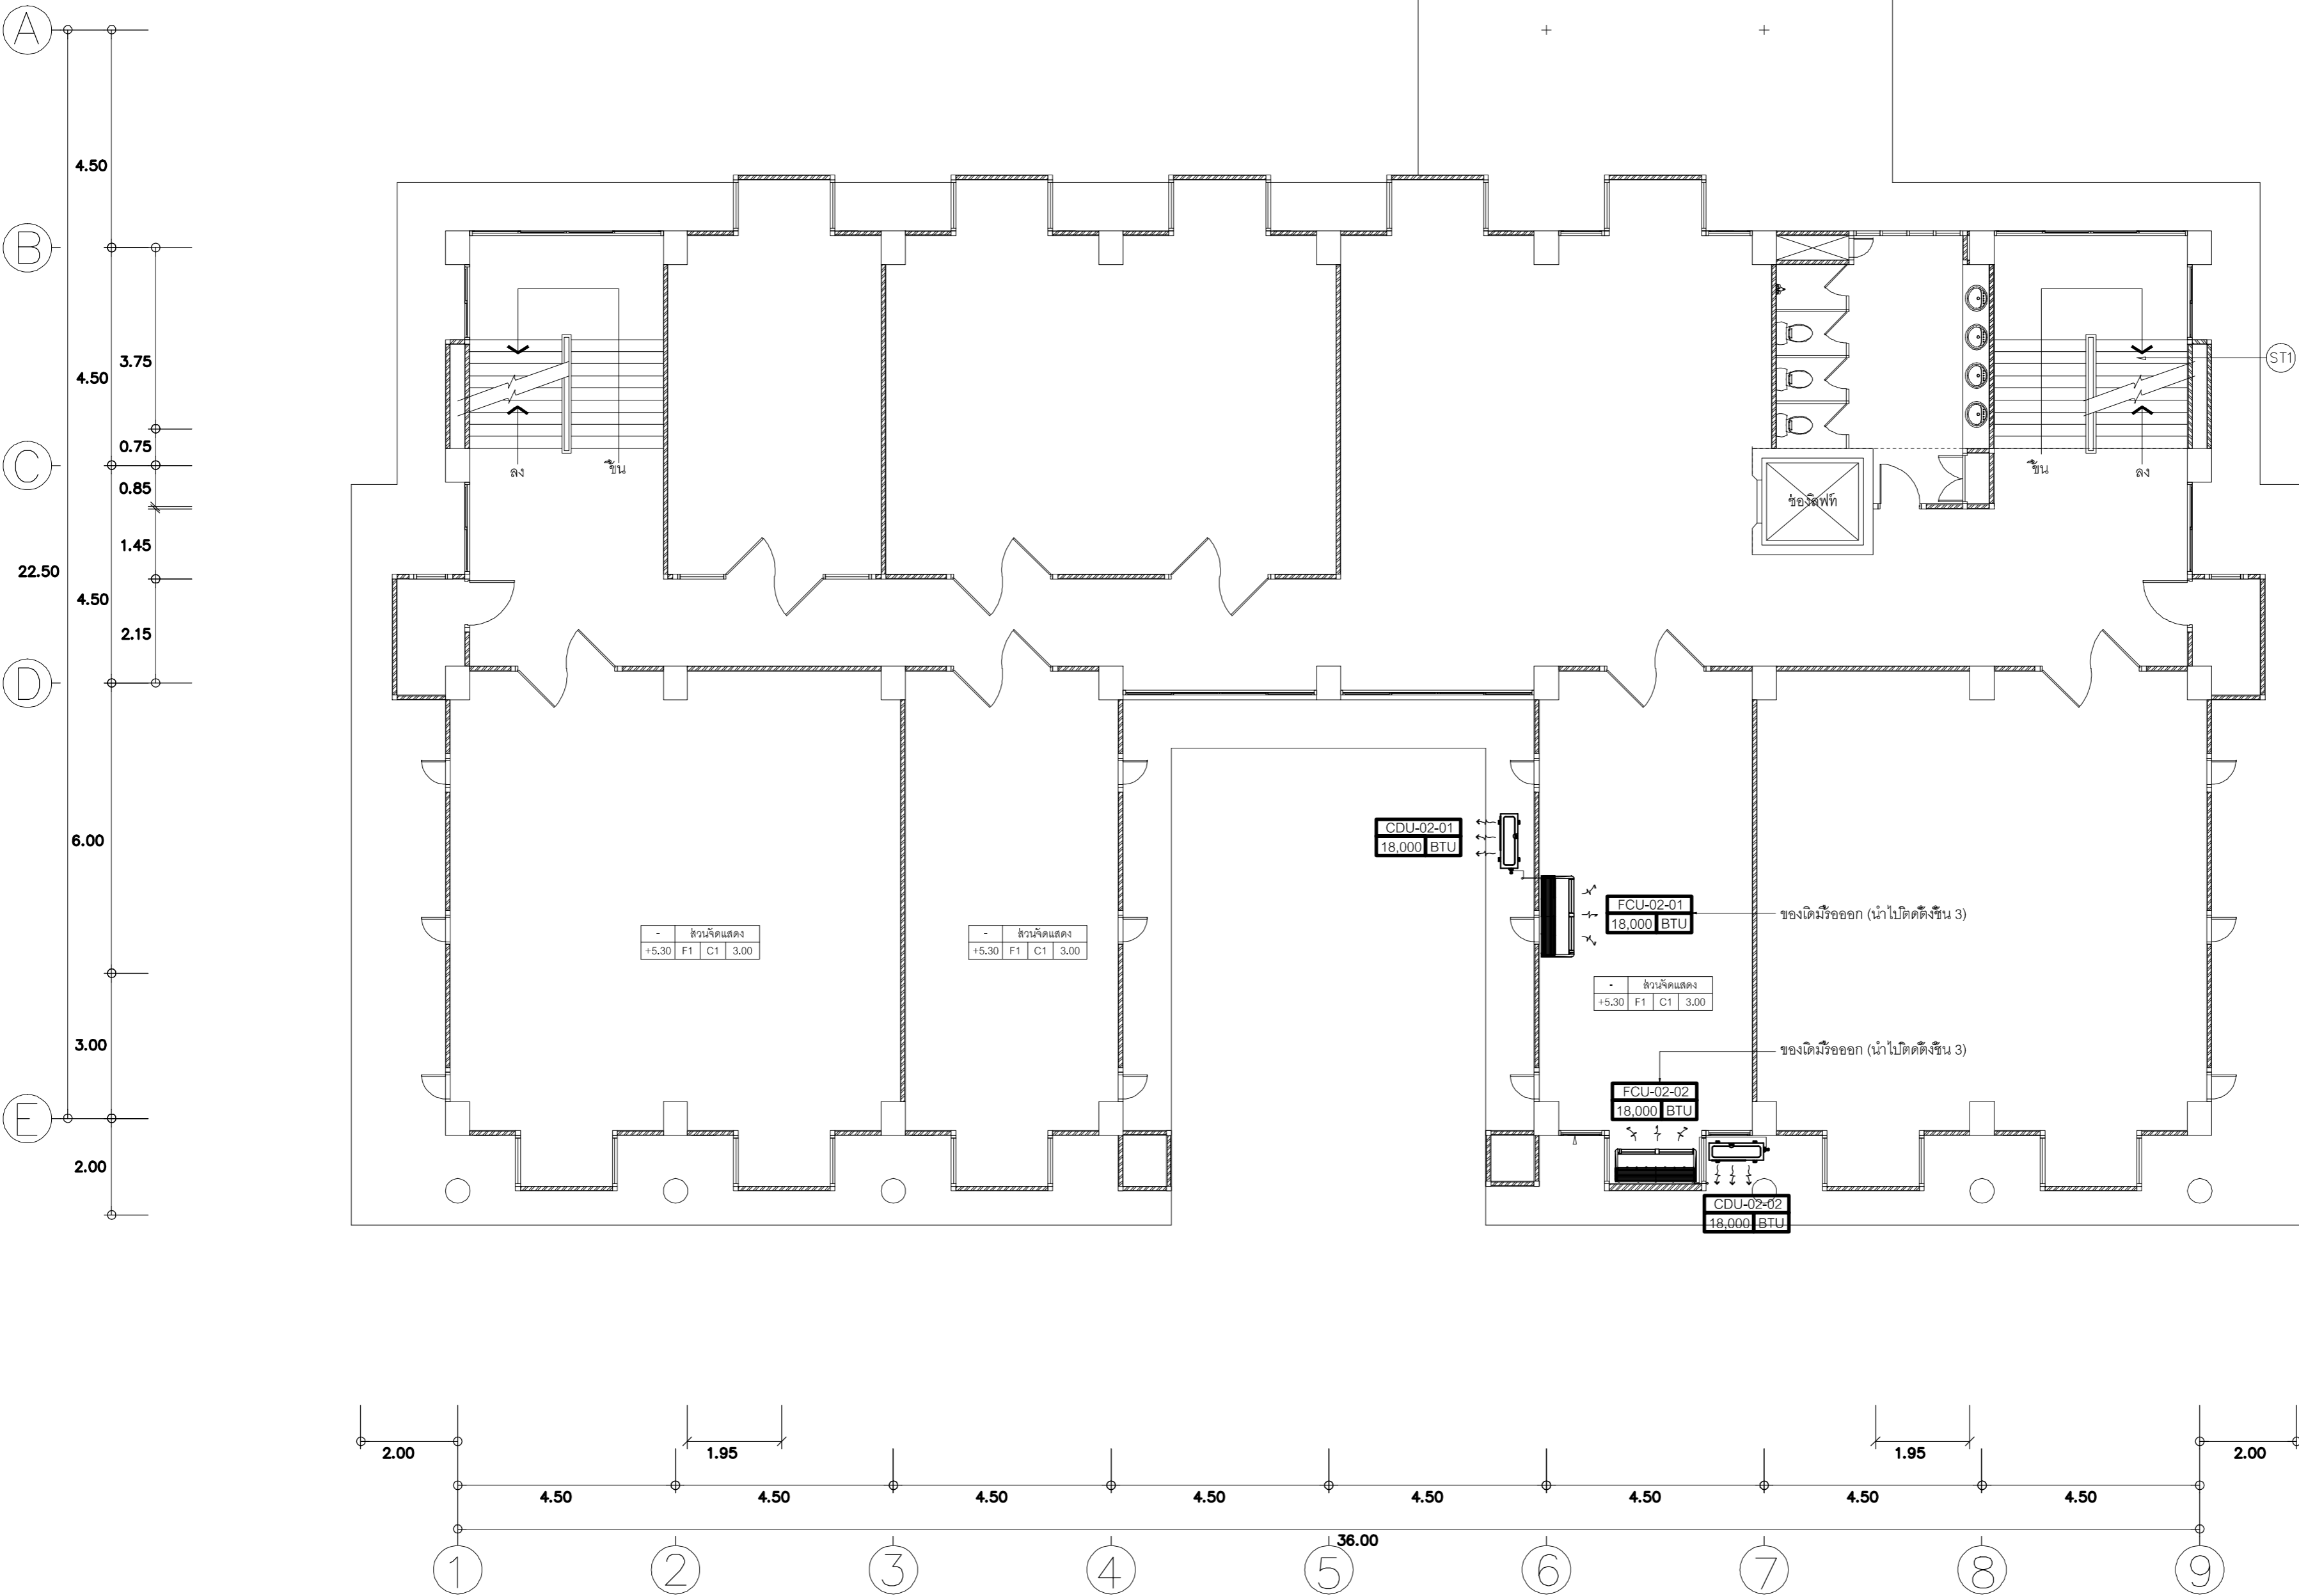 A
4.50
B
3.75
4.50
ST1
0.75
C
ลง
ขึ้น
ขึ้น
ลง
0.85
ช่องลิฟท์
1.45
22.50
4.50
2.15
D
CDU-02-01
18,000 BTU
6.00
FCU-02-01
18,000 BTU
ของเดิมรื้อออก (นำไปติดตั้งชั้น 3)
- ส่วนจัดแสดง
+5.30 F1 C1 3.00
- ส่วนจัดแสดง
+5.30 F1 C1 3.00
- ส่วนจัดแสดง
+5.30 F1 C1 3.00
3.00
ของเดิมรื้อออก (นำไปติดตั้งชั้น 3)
FCU-02-02
18,000 BTU
E
2.00
CDU-02-02
18,000 BTU
2.00 1.95 1.95 2.00
4.50 4.50 4.50 4.50 4.50 4.50 4.50 4.50
36.00
1 2 3 4 5 6 7 8 9